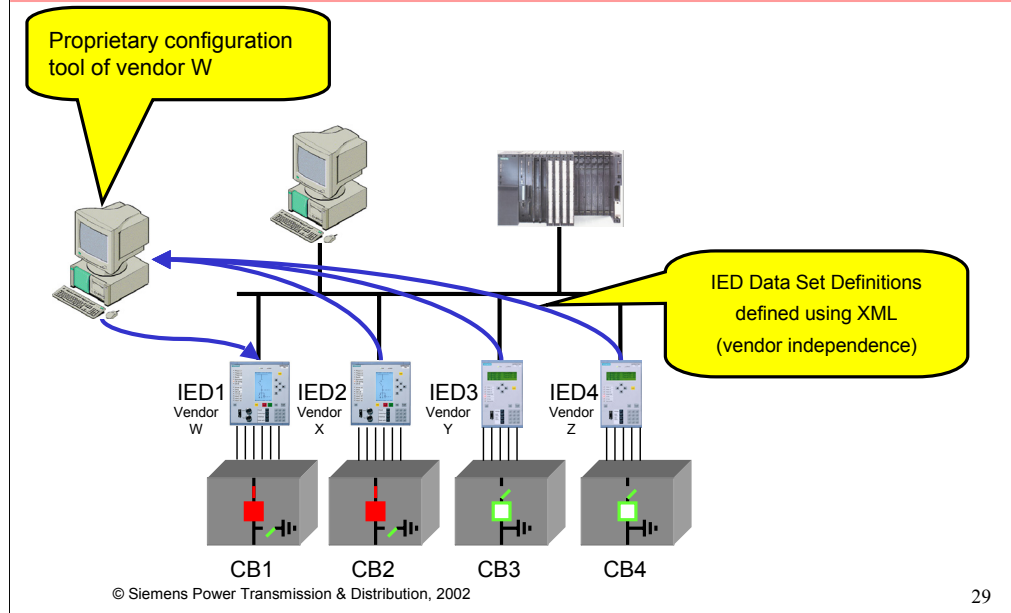 Proprietary configuration
tool of vendor W
IED Data Set Definitions
defined using XML
(vendor independence)
IED1
Vendor
W
IED2
Vendor
X
IED3
Vendor
Y
IED4
Vendor
Z
CB1
CB2
CB3
CB4
© Siemens Power Transmission & Distribution, 2002
29